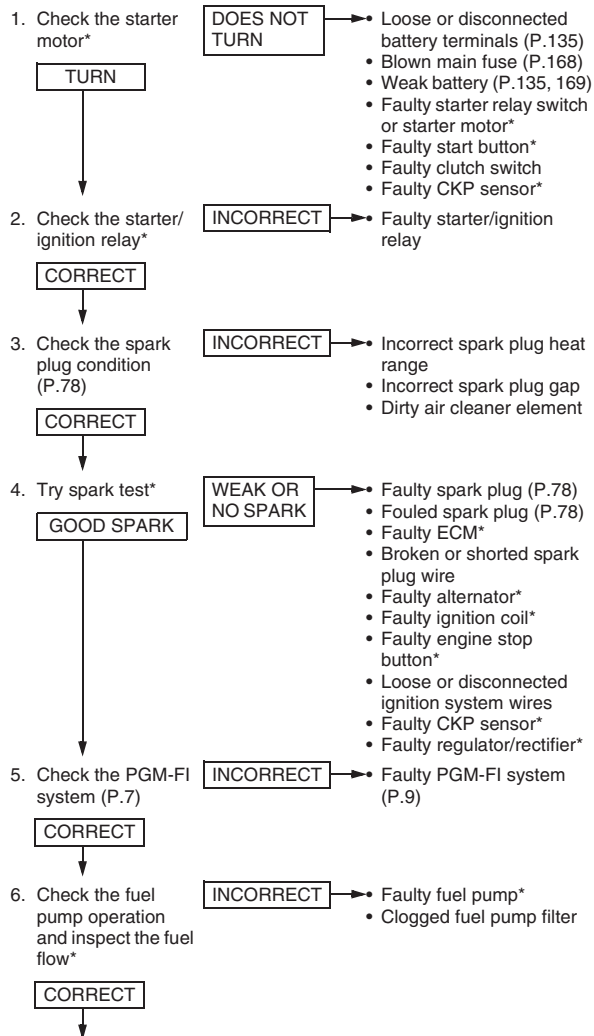 1. Check the starter
motor*
DOES NOT
TURN
• Loose or disconnected
battery terminals (P.135)
• Blown main fuse (P.168)
• Weak battery (P.135, 169)
• Faulty starter relay switch
or starter motor*
• Faulty start button*
• Faulty clutch switch
• Faulty CKP sensor*
TURN
2. Check the starter/
ignition relay*
INCORRECT
• Faulty starter/ignition
relay
CORRECT
3. Check the spark
plug condition
(P.78)
INCORRECT
• Incorrect spark plug heat
range
• Incorrect spark plug gap
• Dirty air cleaner element
CORRECT
4. Try spark test*
WEAK OR
NO SPARK
• Faulty spark plug (P.78)
• Fouled spark plug (P.78)
• Faulty ECM*
• Broken or shorted spark
plug wire
• Faulty alternator*
• Faulty ignition coil*
• Faulty engine stop
button*
• Loose or disconnected
ignition system wires
• Faulty CKP sensor*
• Faulty regulator/rectifier*
GOOD SPARK
5. Check the PGM-FI
system (P.7)
INCORRECT
• Faulty PGM-FI system
(P.9)
CORRECT
6. Check the fuel
pump operation
and inspect the fuel
flow*
INCORRECT
• Faulty fuel pump*
• Clogged fuel pump filter
CORRECT